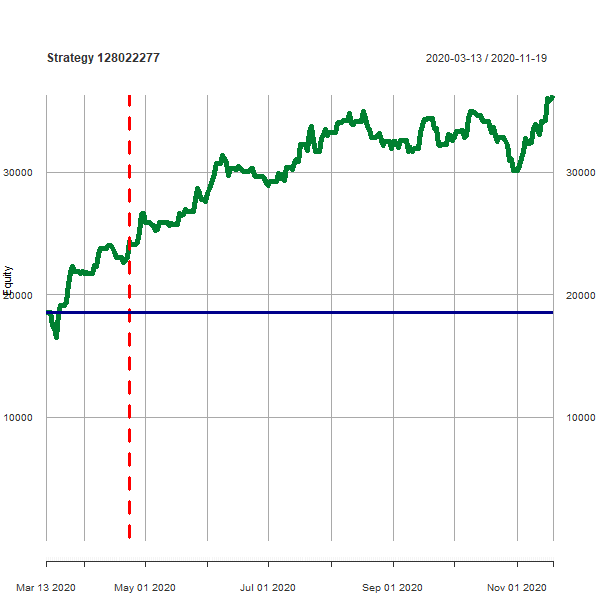 Strategy 128022277
2020-03-13 / 2020-11-19
30000
30000
Equity
20000
20000
10000
10000
Mar 13 2020
May 01 2020
Jul 01 2020
Sep 01 2020
Nov 01 2020